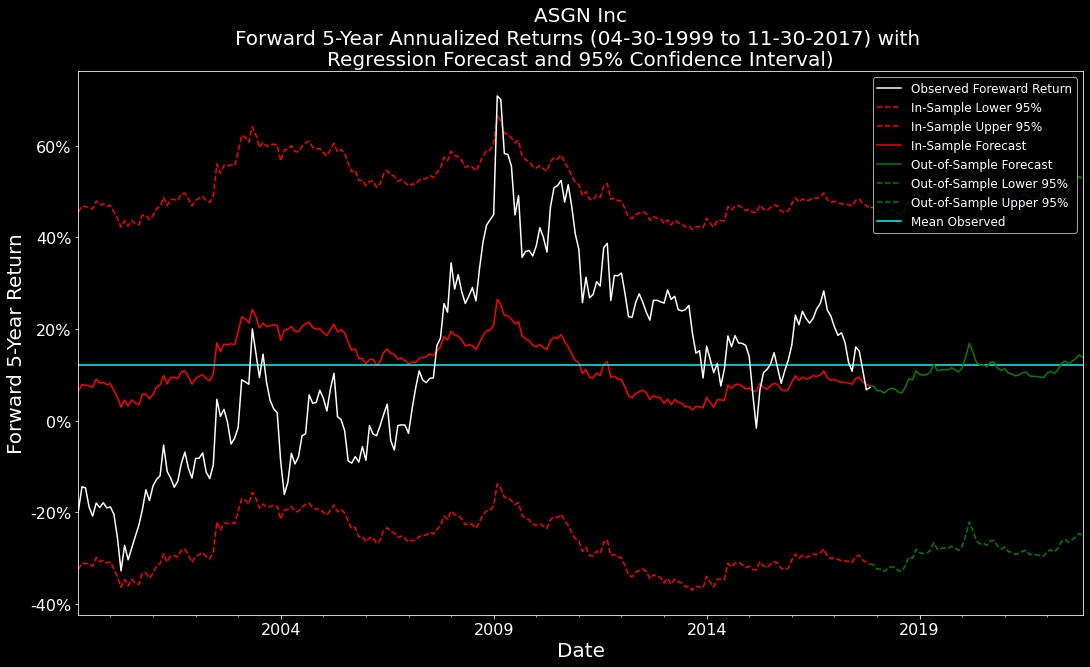 ASGN Inc
Forward 5-Year Annualized Returns (04-30-1999 to 11-30-2017) with
Regression Forecast and 95% Confidence Interval)
Observed Foreward Return
In-Sample Lower 95%
In-Sample Upper 95%
In-Sample Forecast
Out-of-Sample Forecast
Out-of-Sample Lower 95%
Out-of-Sample Upper 95%
Mean Observed
Forward 5-Year Return
60%
40%
20%
0%
-20%
-40%
2004
2009
2014
2019
Date